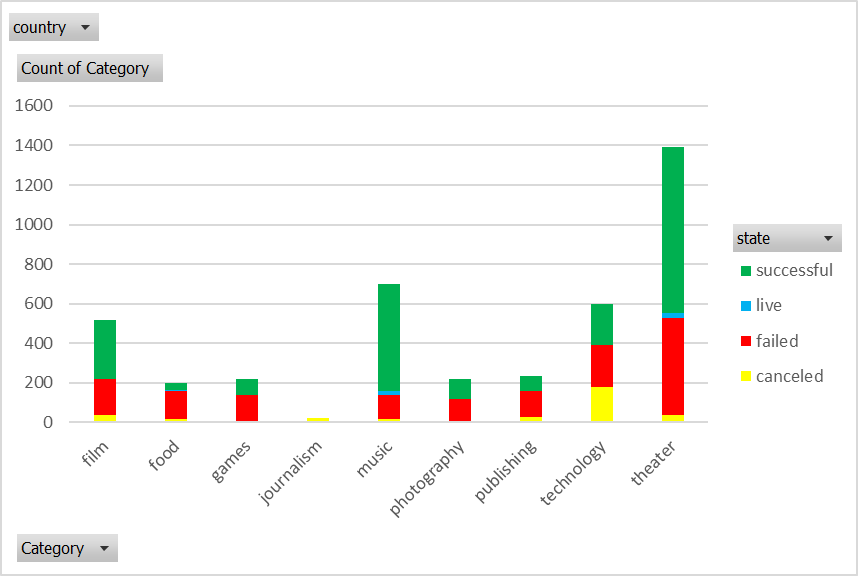 country
Count of Category
1600
1400
1200
1000
800
600
400
200
0
film
food
games
journalism
music
photography
publishing
technology
theater
state
successful
live
failed
canceled
Category